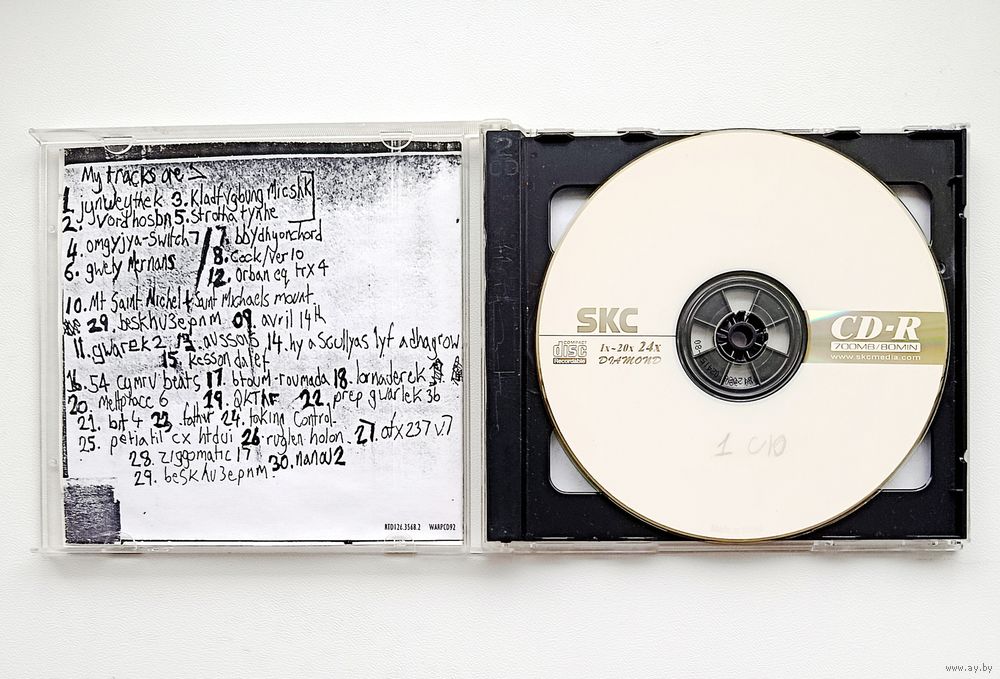 My tracks are >
1. jynweythek 3. Kladfvgbung Micshk
2. Vordhosbn 5. Strotha tynhe
4. omgyjya-Switch7 7. bbydhyonchord
6. gwely Mernans 8. Cock/Ver10
12. orban eq trx 4
10. Mt Saint Michel + Saint Michaels mount
29. beskhu3epnm 09. avril 14th
11. gwarek 2 13. aussois 14. hy a scullyas lyf adhagrow
15. kesson dalef
16. 54 cymru beats 17. btoum-roumada 18. lornaderek
20. meltphace 6 19. QKThr 22. prep gwarlek 3b
21. bit 4 23. father 24. taking control
25. petiatil cx htdui 26. ruglen holon. 27. afx 237 v.7
28. ziggomatic 17
29. beskhu3epnm. 30. nanou 2
RTD126.3568.2 WARPCD92
SKC
COMPACT
disc
Recordable
1x~20x 24x
DIAMOND
CD-R
700MB/80MIN
www.skcmedia.com
1 CD
www.ay.by